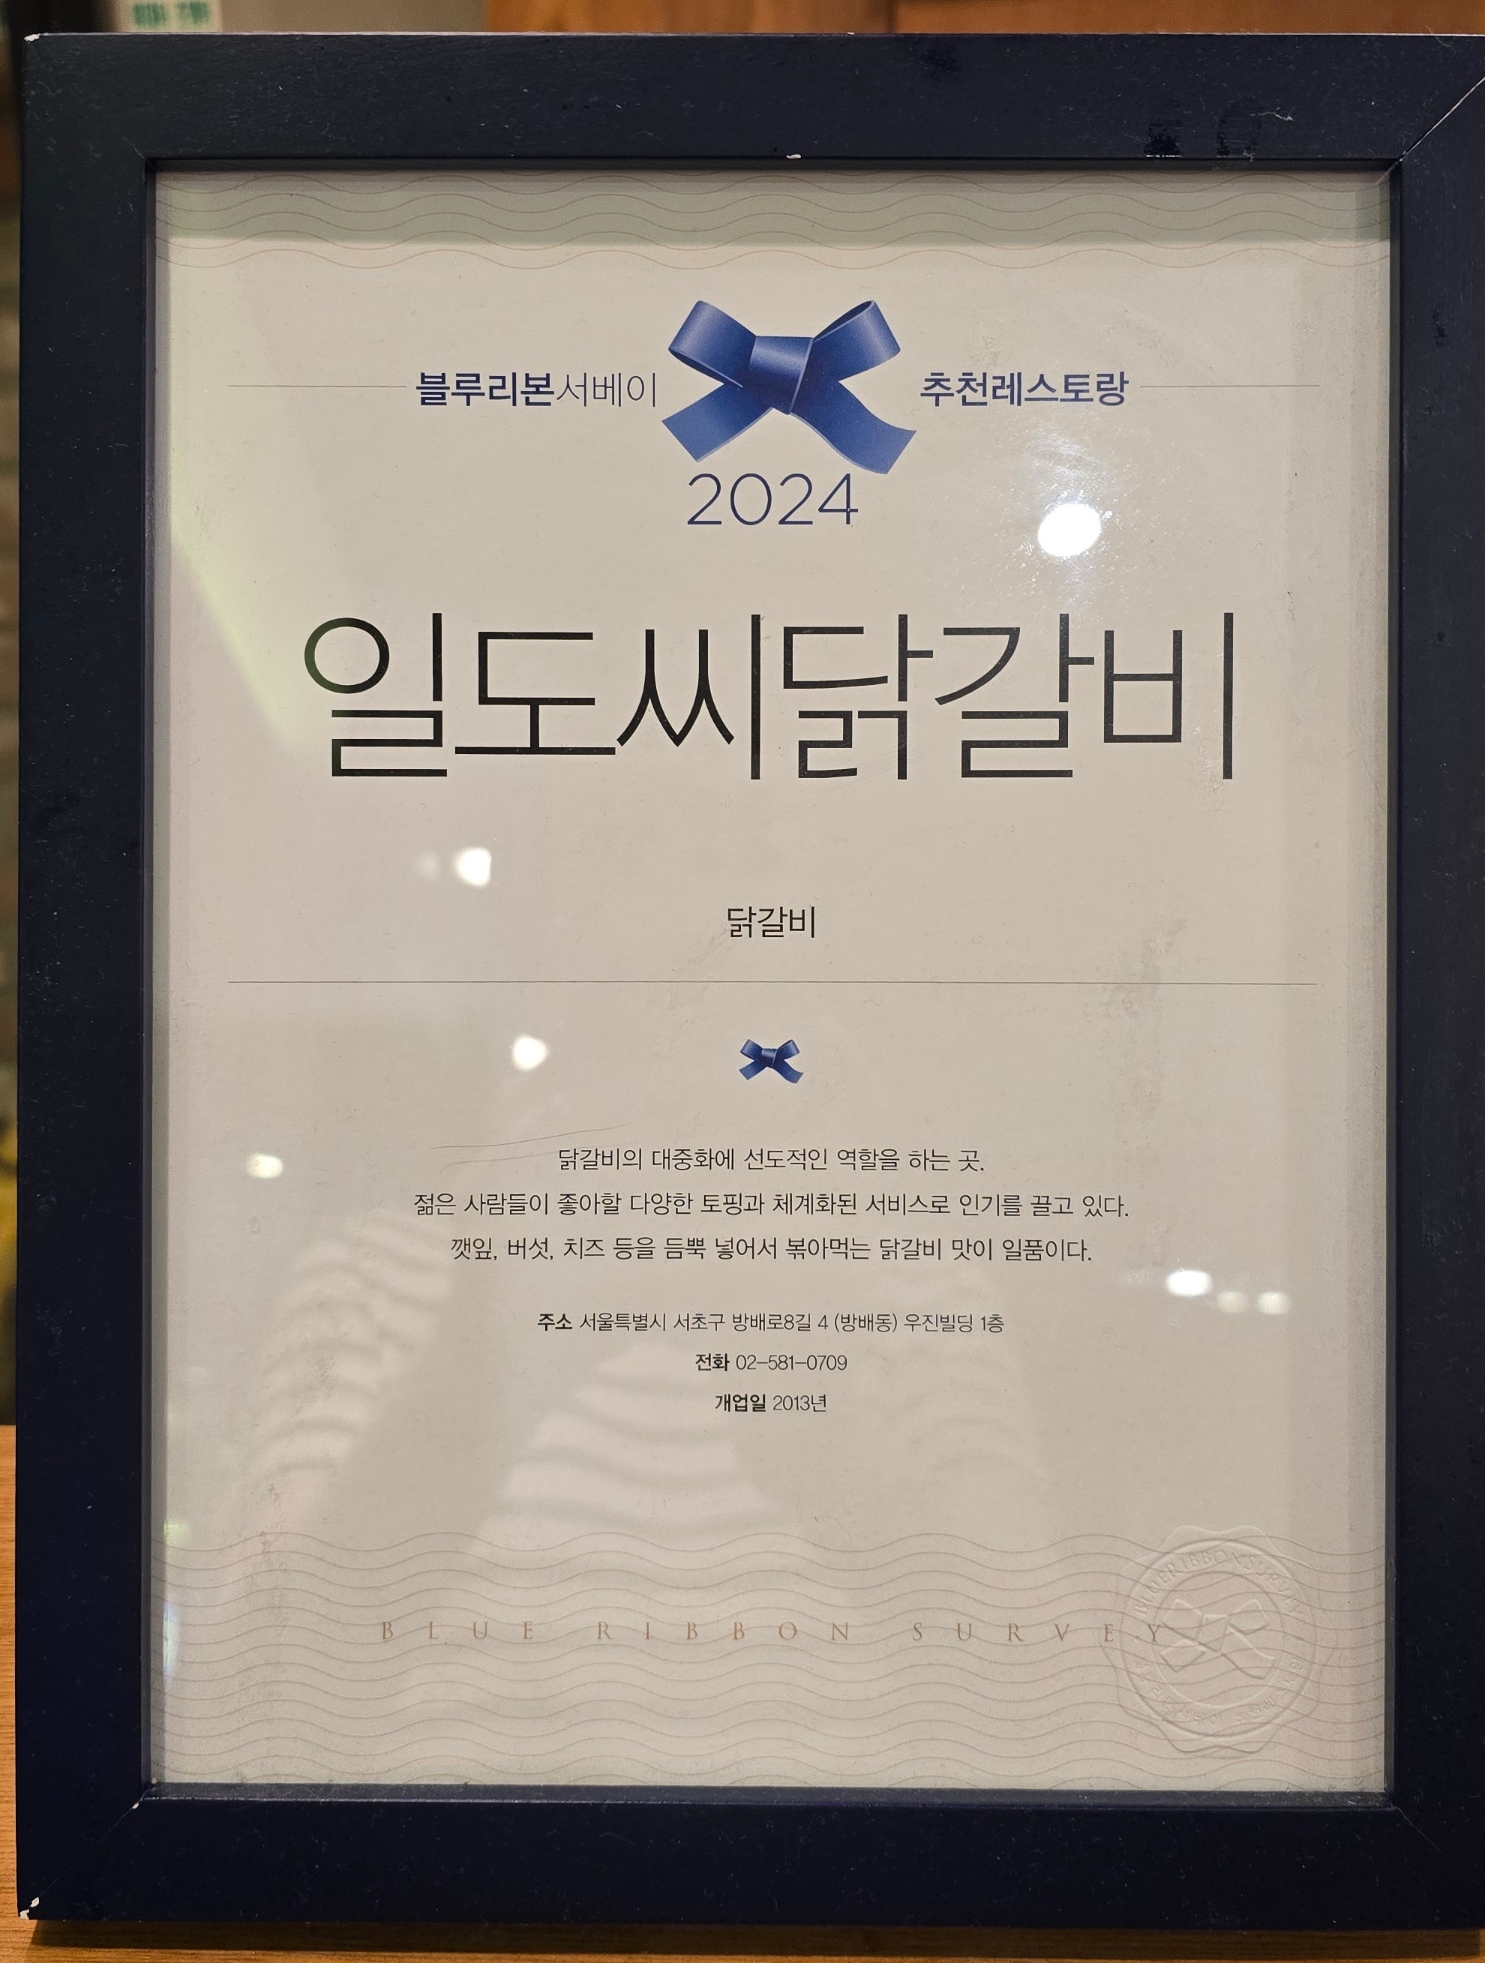 블루리본서베이 추천레스토랑
2024
일도씨닭갈비
닭갈비
닭갈비의 대중화에 선도적인 역할을 하는 곳.
젊은 사람들이 좋아할 다양한 토핑과 체계화된 서비스로 인기를 끌고 있다.
깻잎, 버섯, 치즈 등을 듬뿍 넣어서 볶아먹는 닭갈비 맛이 일품이다.
주소 서울특별시 서초구 방배로8길 4 (방배동) 우진빌딩 1층
전화 02-581-0709
개업일 2013년
BLUE RIBBON SURVEY
BLUE RIBBON SURVEY